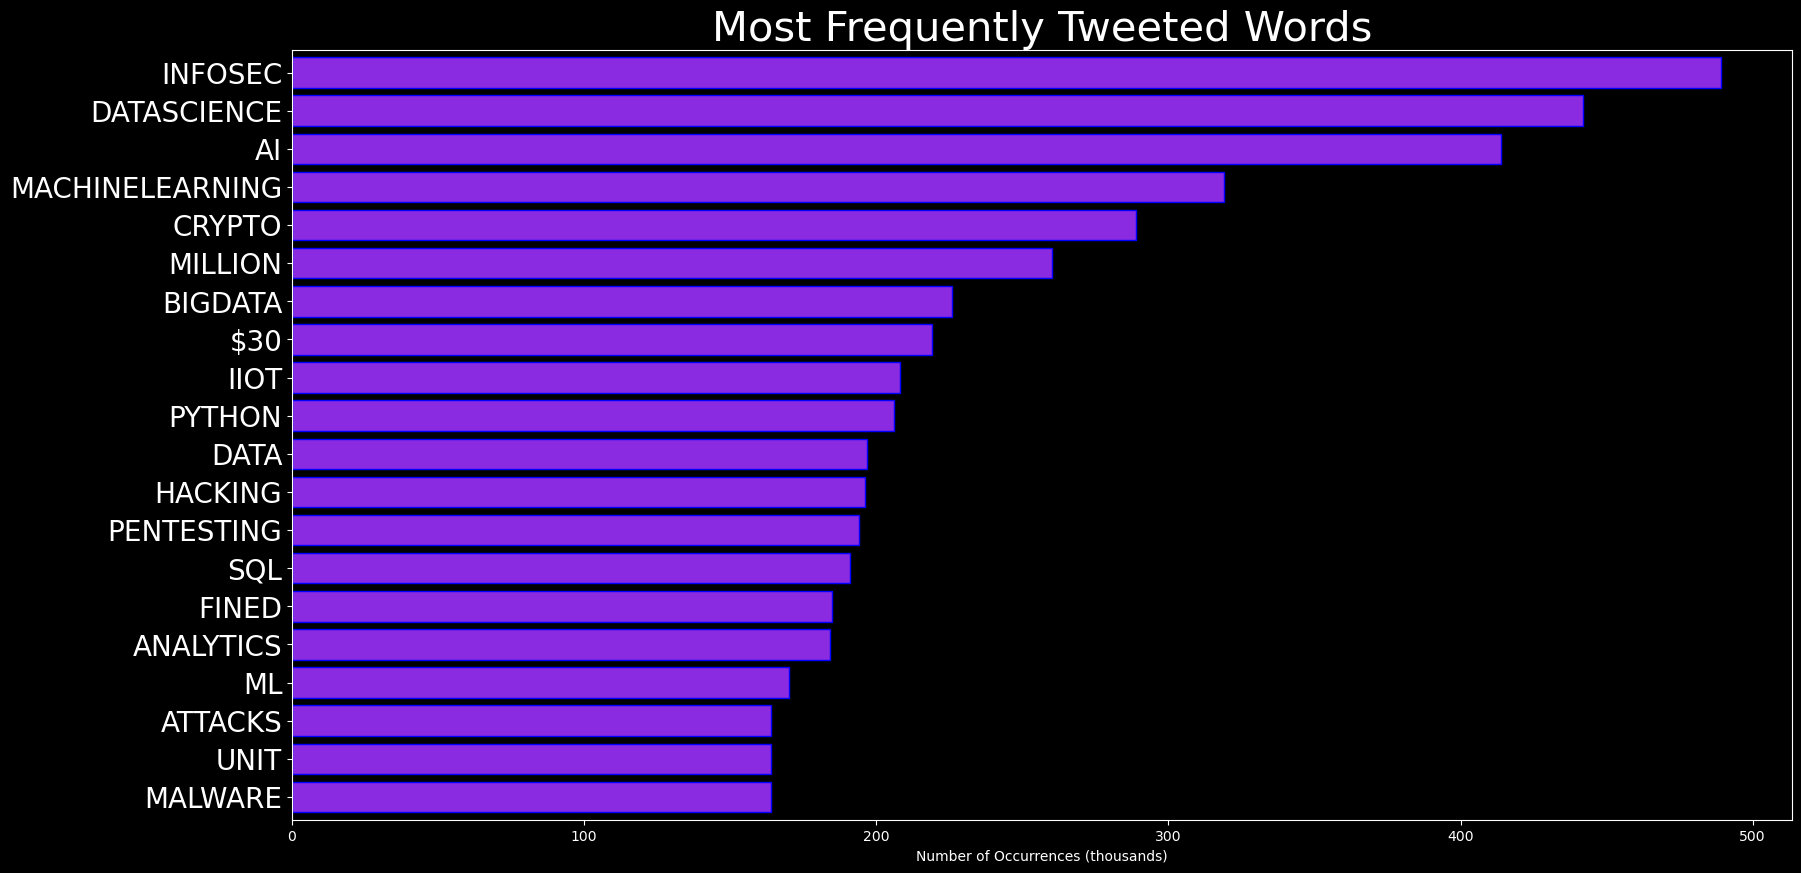 Most Frequently Tweeted Words
INFOSEC
DATASCIENCE
AI
MACHINELEARNING
CRYPTO
MILLION
BIGDATA
$30
IIOT
PYTHON
DATA
HACKING
PENTESTING
SQL
FINED
ANALYTICS
ML
ATTACKS
UNIT
MALWARE
0 100 200 300 400 500
Number of Occurrences (thousands)